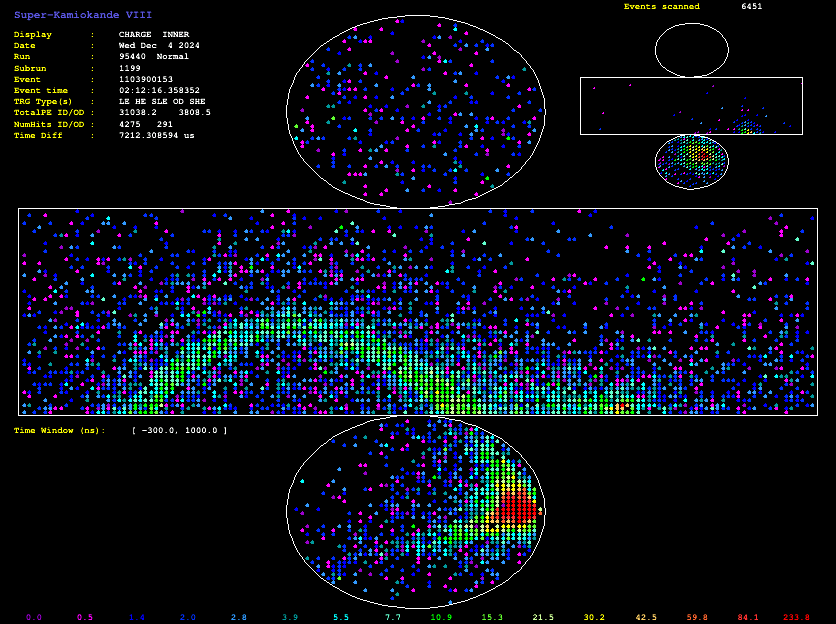 Super-Kamiokande VIII
Events scanned 6451
Display : CHARGE INNER
Date : Wed Dec 4 2024
Run : 95440 Normal
Subrun : 1199
Event : 1103900153
Event time : 02:12:16.358352
TRG Type(s) : LE HE SLE OD SHE
TotalPE ID/OD : 31038.2 3808.5
NumHits ID/OD : 4275 291
Time Diff : 7212.308594 us
Time Window (ns): [ -300.0, 1000.0 ]
0.0 0.5 1.3 2.0 2.8 3.9 5.5 7.7 10.9 15.3 21.5 30.2 42.5 59.8 84.1 233.8